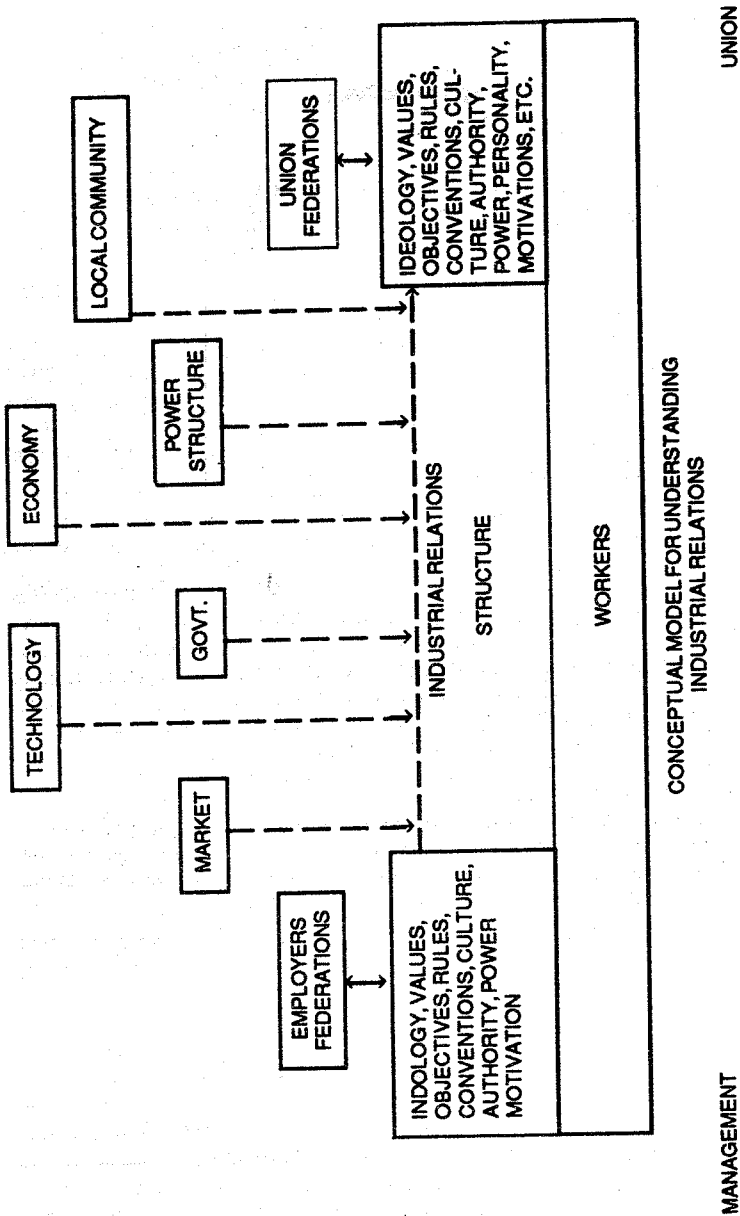 TECHNOLOGY
ECONOMY
LOCAL COMMUNITY
MARKET
GOVT.
POWER
STRUCTURE
EMPLOYERS
FEDERATIONS
UNION
FEDERATIONS
INDOLOGY, VALUES,
OBJECTIVES, RULES,
CONVENTIONS, CULTURE,
AUTHORITY, POWER
MOTIVATION
INDUSTRIAL RELATIONS
STRUCTURE
IDEOLOGY, VALUES,
OBJECTIVES, RULES,
CONVENTIONS, CUL-
TURE, AUTHORITY,
POWER, PERSONALITY,
MOTIVATIONS, ETC.
WORKERS
CONCEPTUAL MODEL FOR UNDERSTANDING
INDUSTRIAL RELATIONS
MANAGEMENT
UNION